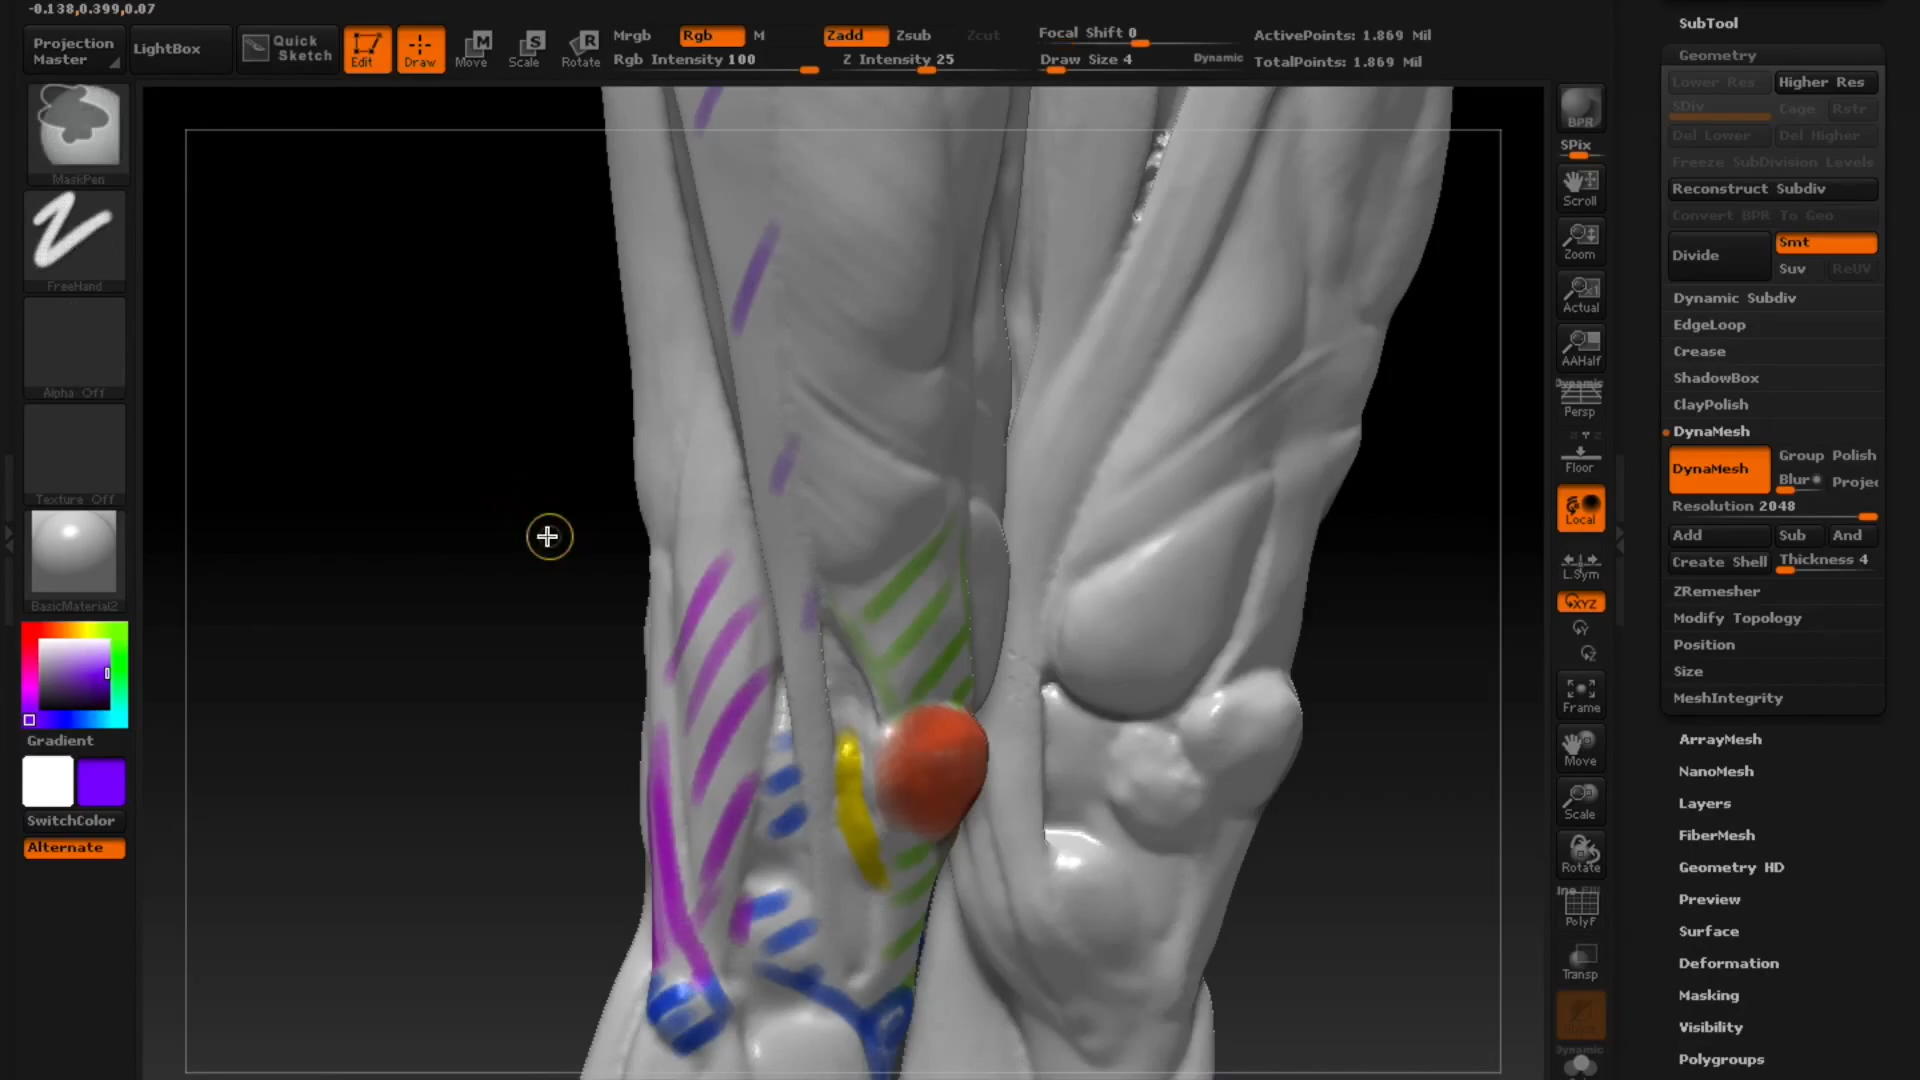 -0.138,0.399,0.07
Projection Master
LightBox
Quick Sketch
Edit
Draw
Move
Scale
Rotate
Mrgb
Rgb
M
Rgb Intensity 100
Zadd
Zsub
Zcut
Z Intensity 25
Focal Shift 0
Draw Size 4
Dynamic
ActivePoints: 1.869 Mil
TotalPoints: 1.869 Mil
MaskPen
FreeHand
Alpha Off
Texture Off
BasicMaterial2
Gradient
SwitchColor
Alternate
BPR
SPix
Scroll
Zoom
Actual
AAHalf
Dynamic
Persp
Floor
Local
L.Sym
XYZ
Frame
Move
Scale
Rotate
PolyF
Transp
Dynamic
SubTool
Geometry
Lower Res
Higher Res
SDiv
Cage
Rstr
Del Lower
Del Higher
Freeze SubDivision Levels
Reconstruct Subdiv
Convert BPR To Geo
Divide
Smt
Suv
ReUV
Dynamic Subdiv
EdgeLoop
Crease
ShadowBox
ClayPolish
DynaMesh
DynaMesh
Group
Polish
Blur
Projec
Resolution 2048
Add
Sub
And
Create Shell
Thickness 4
ZRemesher
Modify Topology
Position
Size
MeshIntegrity
ArrayMesh
NanoMesh
Layers
FiberMesh
Geometry HD
Preview
Surface
Deformation
Masking
Visibility
Polygroups